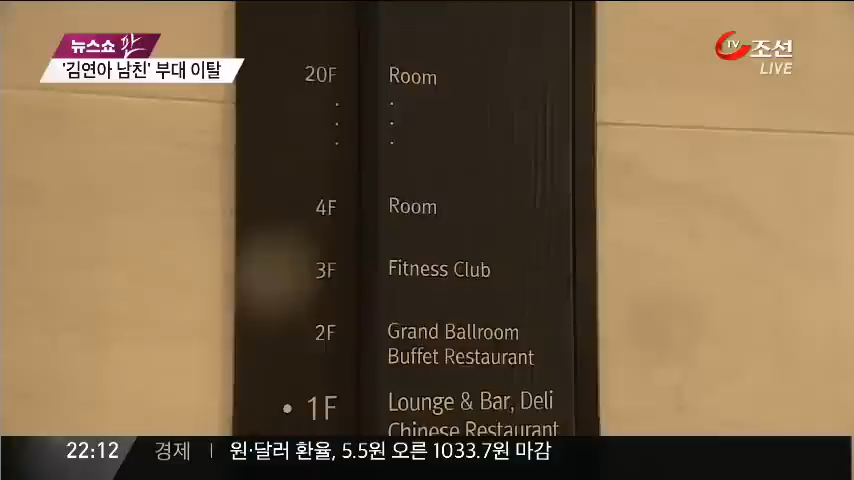 뉴스쇼 판
'김연아 남친' 부대 이탈
TV조선
LIVE
20F Room
4F Room
3F Fitness Club
2F Grand Ballroom
Buffet Restaurant
• 1F Lounge & Bar, Deli
Chinese Restaurant
22:12 경제 | 원·달러 환율, 5.5원 오른 1033.7원 마감